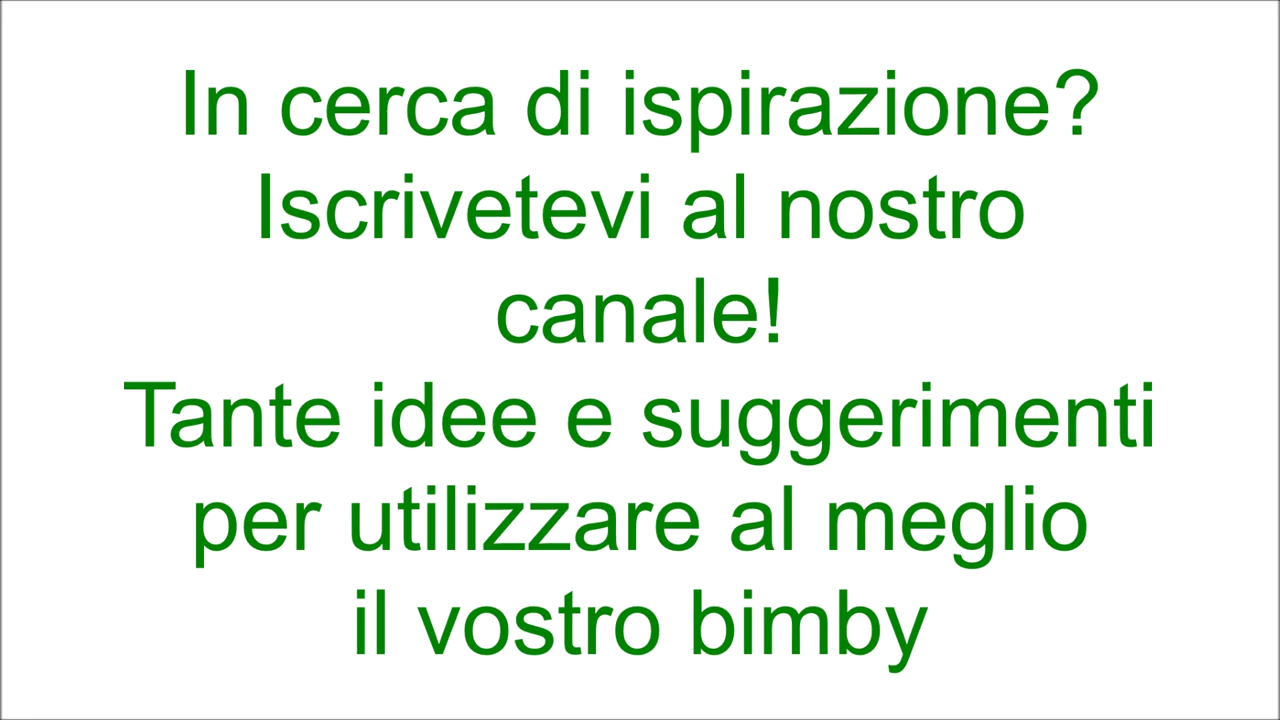 In cerca di ispirazione?
Iscrivetevi al nostro
canale!
Tante idee e suggerimenti
per utilizzare al meglio
il vostro bimby